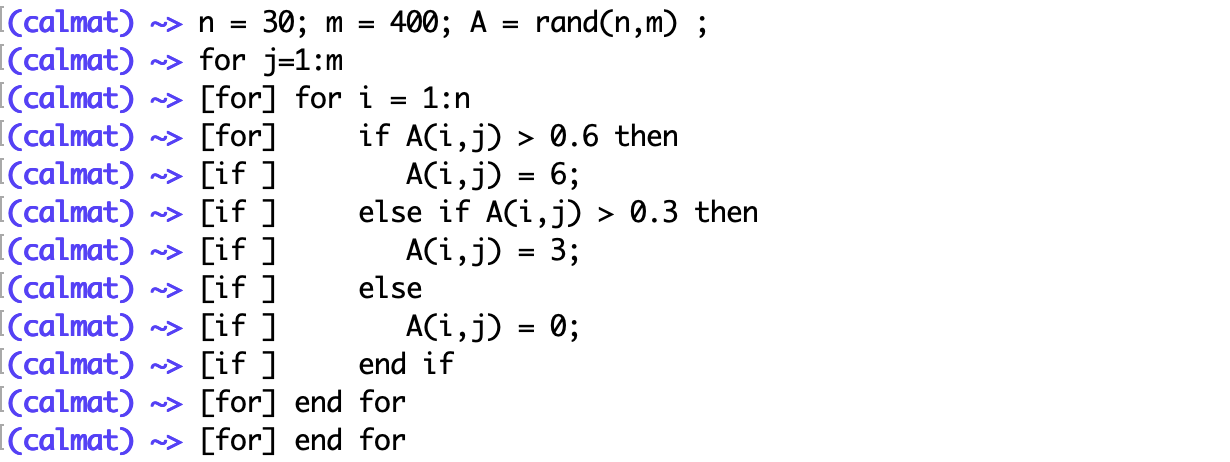 (calmat) ~> n = 30; m = 400; A = rand(n,m) ;
(calmat) ~> for j=1:m
(calmat) ~> [for] for i = 1:n
(calmat) ~> [for]     if A(i,j) > 0.6 then
(calmat) ~> [if ]        A(i,j) = 6;
(calmat) ~> [if ]     else if A(i,j) > 0.3 then
(calmat) ~> [if ]        A(i,j) = 3;
(calmat) ~> [if ]     else
(calmat) ~> [if ]        A(i,j) = 0;
(calmat) ~> [if ]     end if
(calmat) ~> [for] end for
(calmat) ~> [for] end for